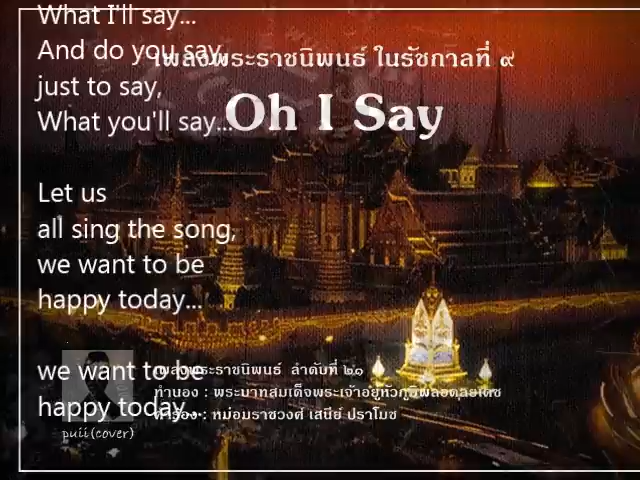 What I'll say...
And do you say,
just to say,
What you'll say...
เพลงพระราชนิพนธ์ ในรัชกาลที่ ๙
Oh I Say
Let us
all sing the song,
we want to be
happy today...
we want to be
happy today...
เพลงพระราชนิพนธ์ ลำดับที่ ๒๑
ทำนอง : พระบาทสมเด็จพระเจ้าอยู่หัวภูมิพลอดุลยเดช
คำร้อง : หม่อมราชวงศ์ เสนีย์ ปราโมช
puii(cover)